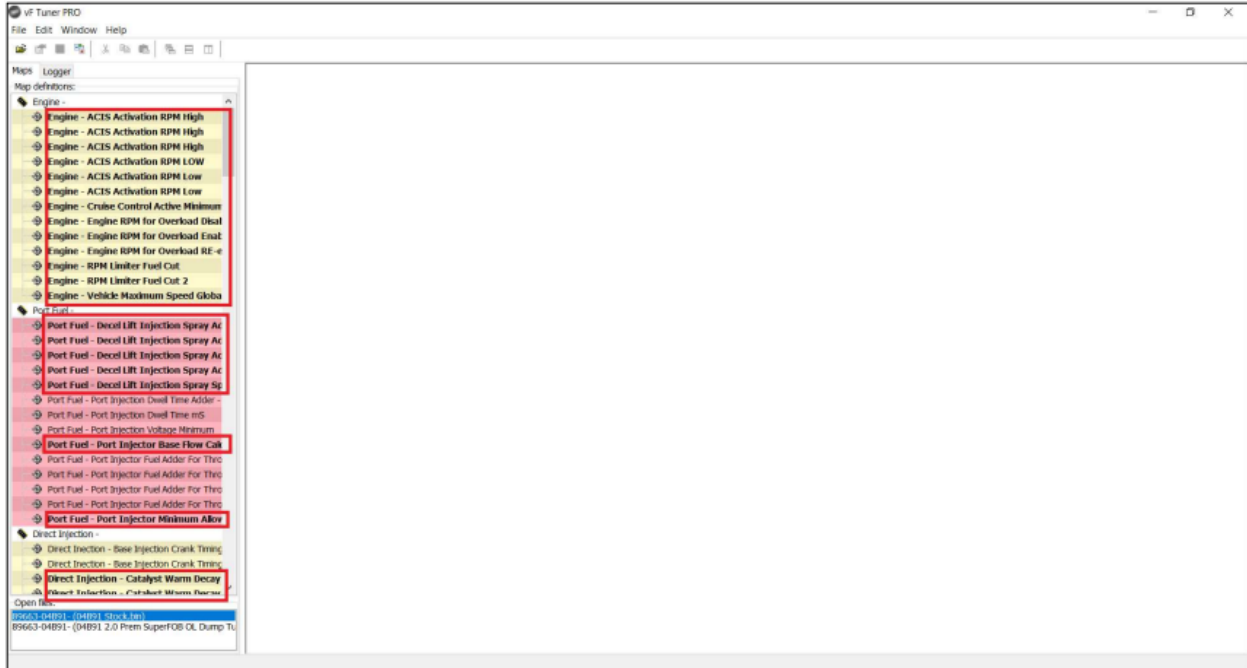 vF Tuner PRO
File Edit Window Help
Maps Logger
Map definitions:
Engine -
Engine - ACIS Activation RPM High
Engine - ACIS Activation RPM High
Engine - ACIS Activation RPM High
Engine - ACIS Activation RPM LOW
Engine - ACIS Activation RPM Low
Engine - ACIS Activation RPM Low
Engine - Cruise Control Active Minimum
Engine - Engine RPM for Overload Disal
Engine - Engine RPM for Overload Enab
Engine - Engine RPM for Overload RE-e
Engine - RPM Limiter Fuel Cut
Engine - RPM Limiter Fuel Cut 2
Engine - Vehicle Maximum Speed Globa
Port Fuel -
Port Fuel - Decel Lift Injection Spray Ac
Port Fuel - Decel Lift Injection Spray Ac
Port Fuel - Decel Lift Injection Spray Ac
Port Fuel - Decel Lift Injection Spray Ac
Port Fuel - Decel Lift Injection Spray Sp
Port Fuel - Port Injection Dwel Time Adder -
Port Fuel - Port Injection Dwel Time mS
Port Fuel - Port Injection Voltage Minimum
Port Fuel - Port Injector Base Flow Calc
Port Fuel - Port Injector Fuel Adder For Thro
Port Fuel - Port Injector Fuel Adder For Thro
Port Fuel - Port Injector Fuel Adder For Thro
Port Fuel - Port Injector Fuel Adder For Thro
Port Fuel - Port Injector Minimum Allow
Direct Injection -
Direct Inection - Base Injection Crank Timing
Direct Inection - Base Injection Crank Timing
Direct Injection - Catalyst Warm Decay
Direct Injection - Catalyst Warm Decay
Open files:
89663-04B91- (04B91 Stock.bin)
89663-04B91- (04B91 2.0 Prem SuperFOB OL Dump Tu